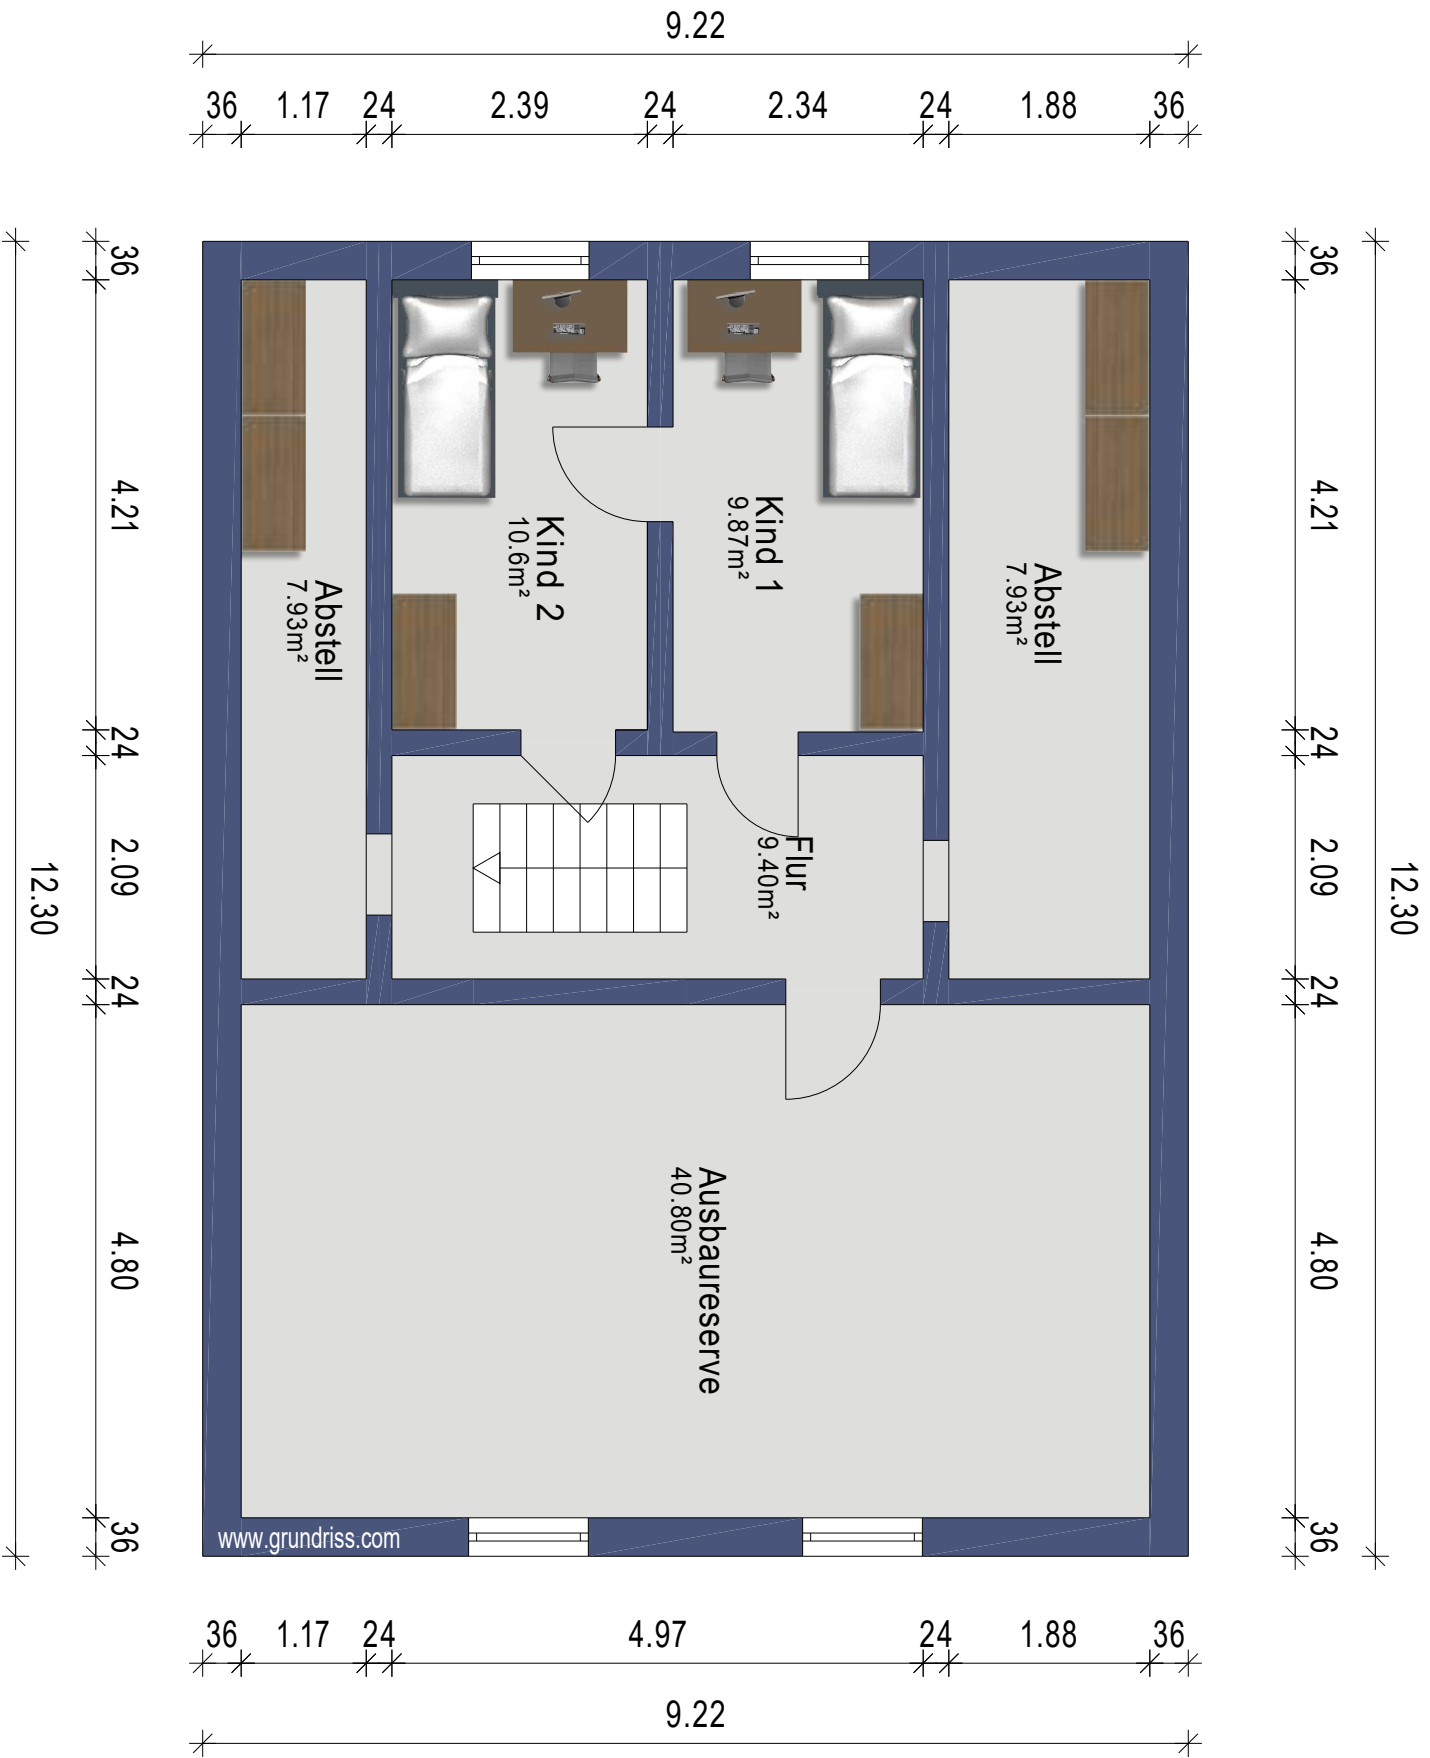 9.22
36 1.17 24 2.39 24 2.34 24 1.88 36
36
4.21
24
2.09
24
4.80
36
12.30
36
4.21
24
2.09
24
4.80
36
12.30
Kind 2
10.6m²
Kind 1
9.87m²
Abstell
7.93m²
Abstell
7.93m²
Flur
9.40m²
Ausbaureserve
40.80m²
www.grundriss.com
36 1.17 24 4.97 24 1.88 36
9.22